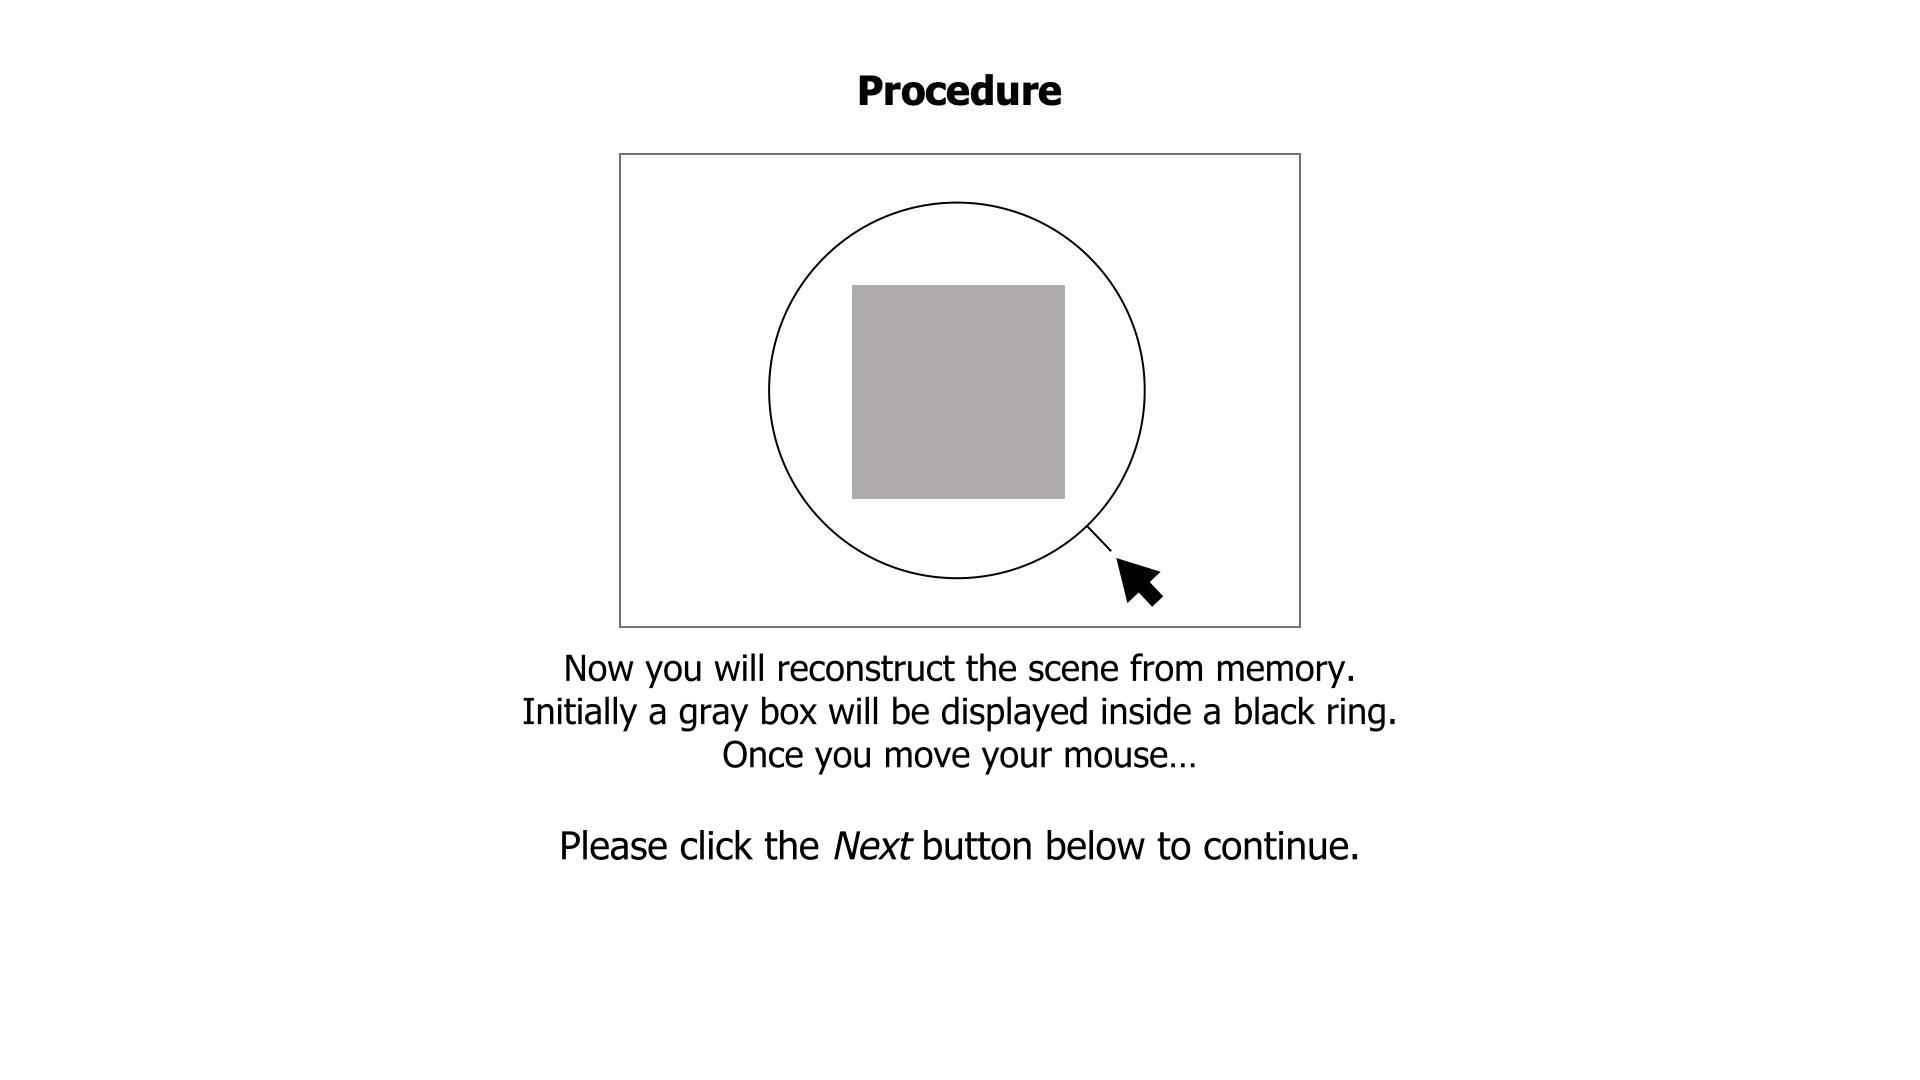 Procedure
Now you will reconstruct the scene from memory.
Initially a gray box will be displayed inside a black ring.
Once you move your mouse...
Please click the Next button below to continue.